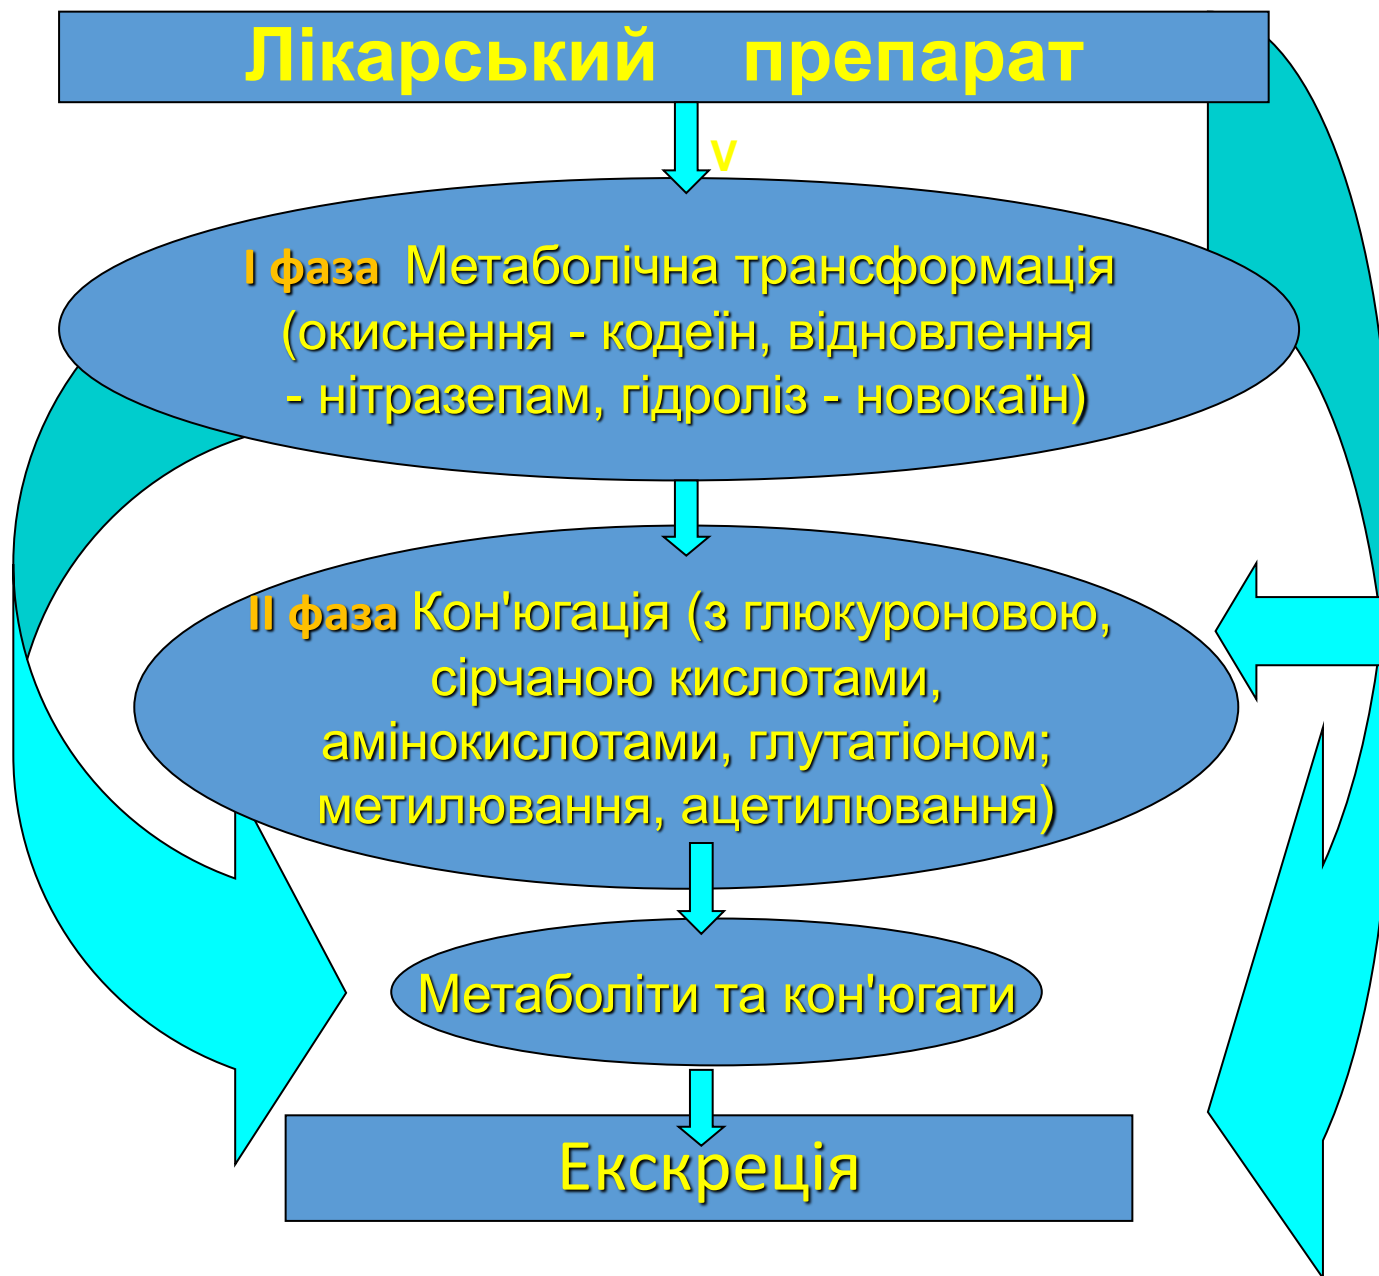 Лікарський препарат
V
І фаза Метаболічна трансформація
(окиснення - кодеїн, відновлення
- нітразепам, гідроліз - новокаїн)
ІІ фаза Кон'югація (з глюкуроновою,
сірчаною кислотами,
амінокислотами, глутатіоном;
метилювання, ацетилювання)
Метаболіти та кон'югати
Екскреція